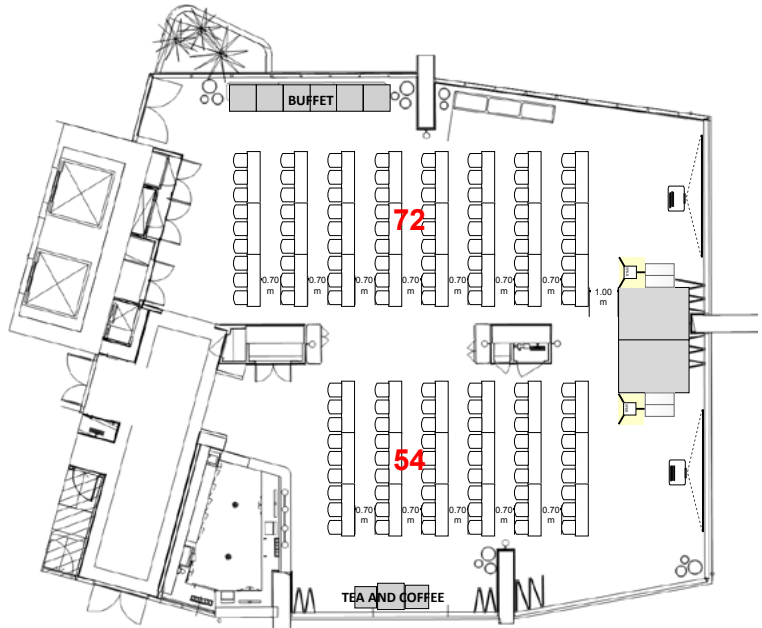 BUFFET
72
0.70 0.70 0.70 0.70 0.70 0.70 0.70
m m m m m m m
1.00
m
54
0.70 0.70 0.70 0.70 0.70
m m m m m
TEA AND COFFEE